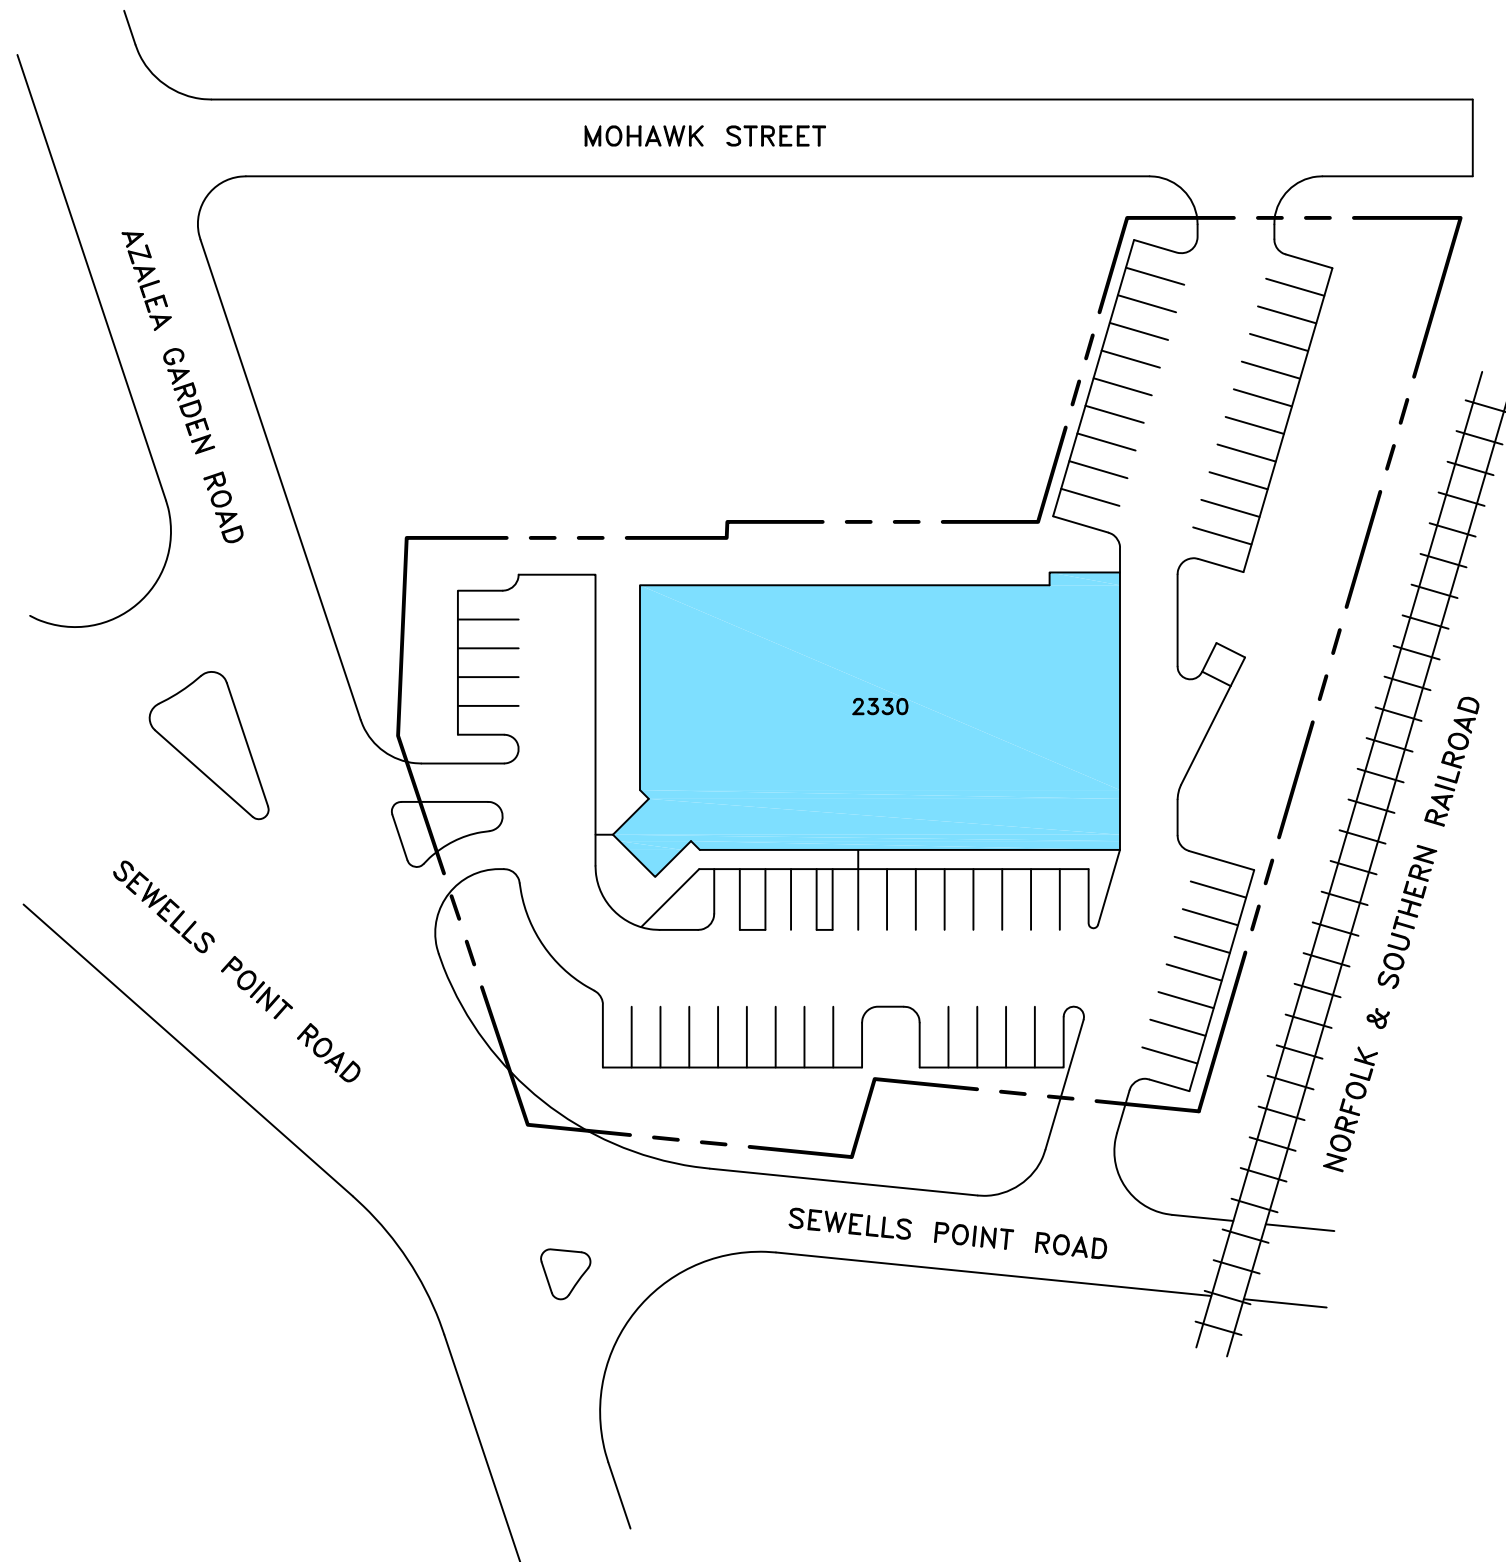 MOHAWK STREET
AZALEA GARDEN ROAD
2330
SEWELLS POINT ROAD
NORFOLK & SOUTHERN RAILROAD
SEWELLS POINT ROAD